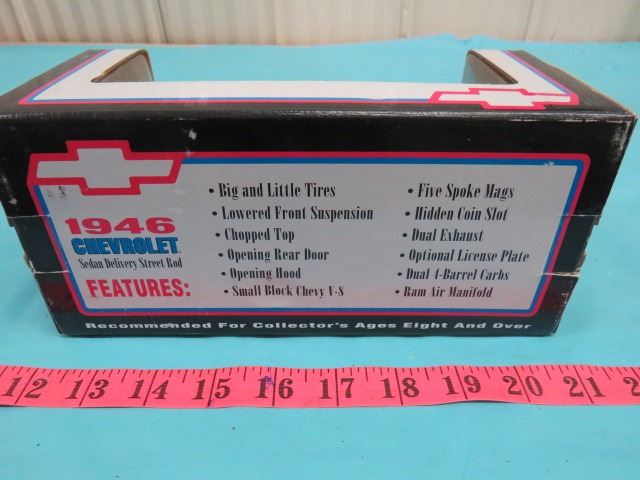 1946
CHEVROLET
Sedan Delivery Street Rod
FEATURES:
• Big and Little Tires
• Lowered Front Suspension
• Chopped Top
• Opening Rear Door
• Opening Hood
• Small Block Chevy V-8
• Five Spoke Mags
• Hidden Coin Slot
• Dual Exhaust
• Optional License Plate
• Dual 4-Barrel Carbs
• Ram Air Manifold
Recommended For Collector's Ages Eight And Over
12 13 14 15 16 17 18 19 20 21